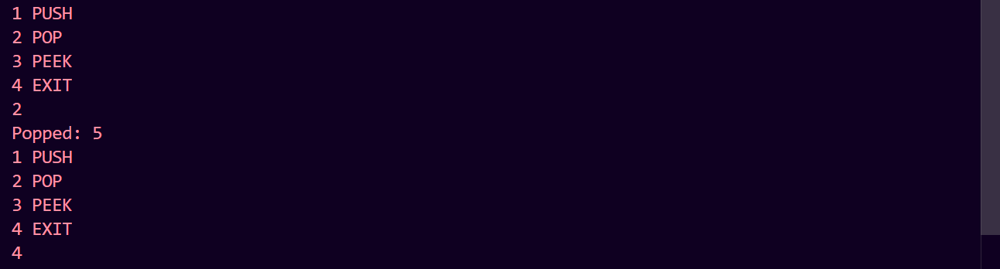 1 PUSH
2 POP
3 PEEK
4 EXIT
2
Popped: 5
1 PUSH
2 POP
3 PEEK
4 EXIT
4